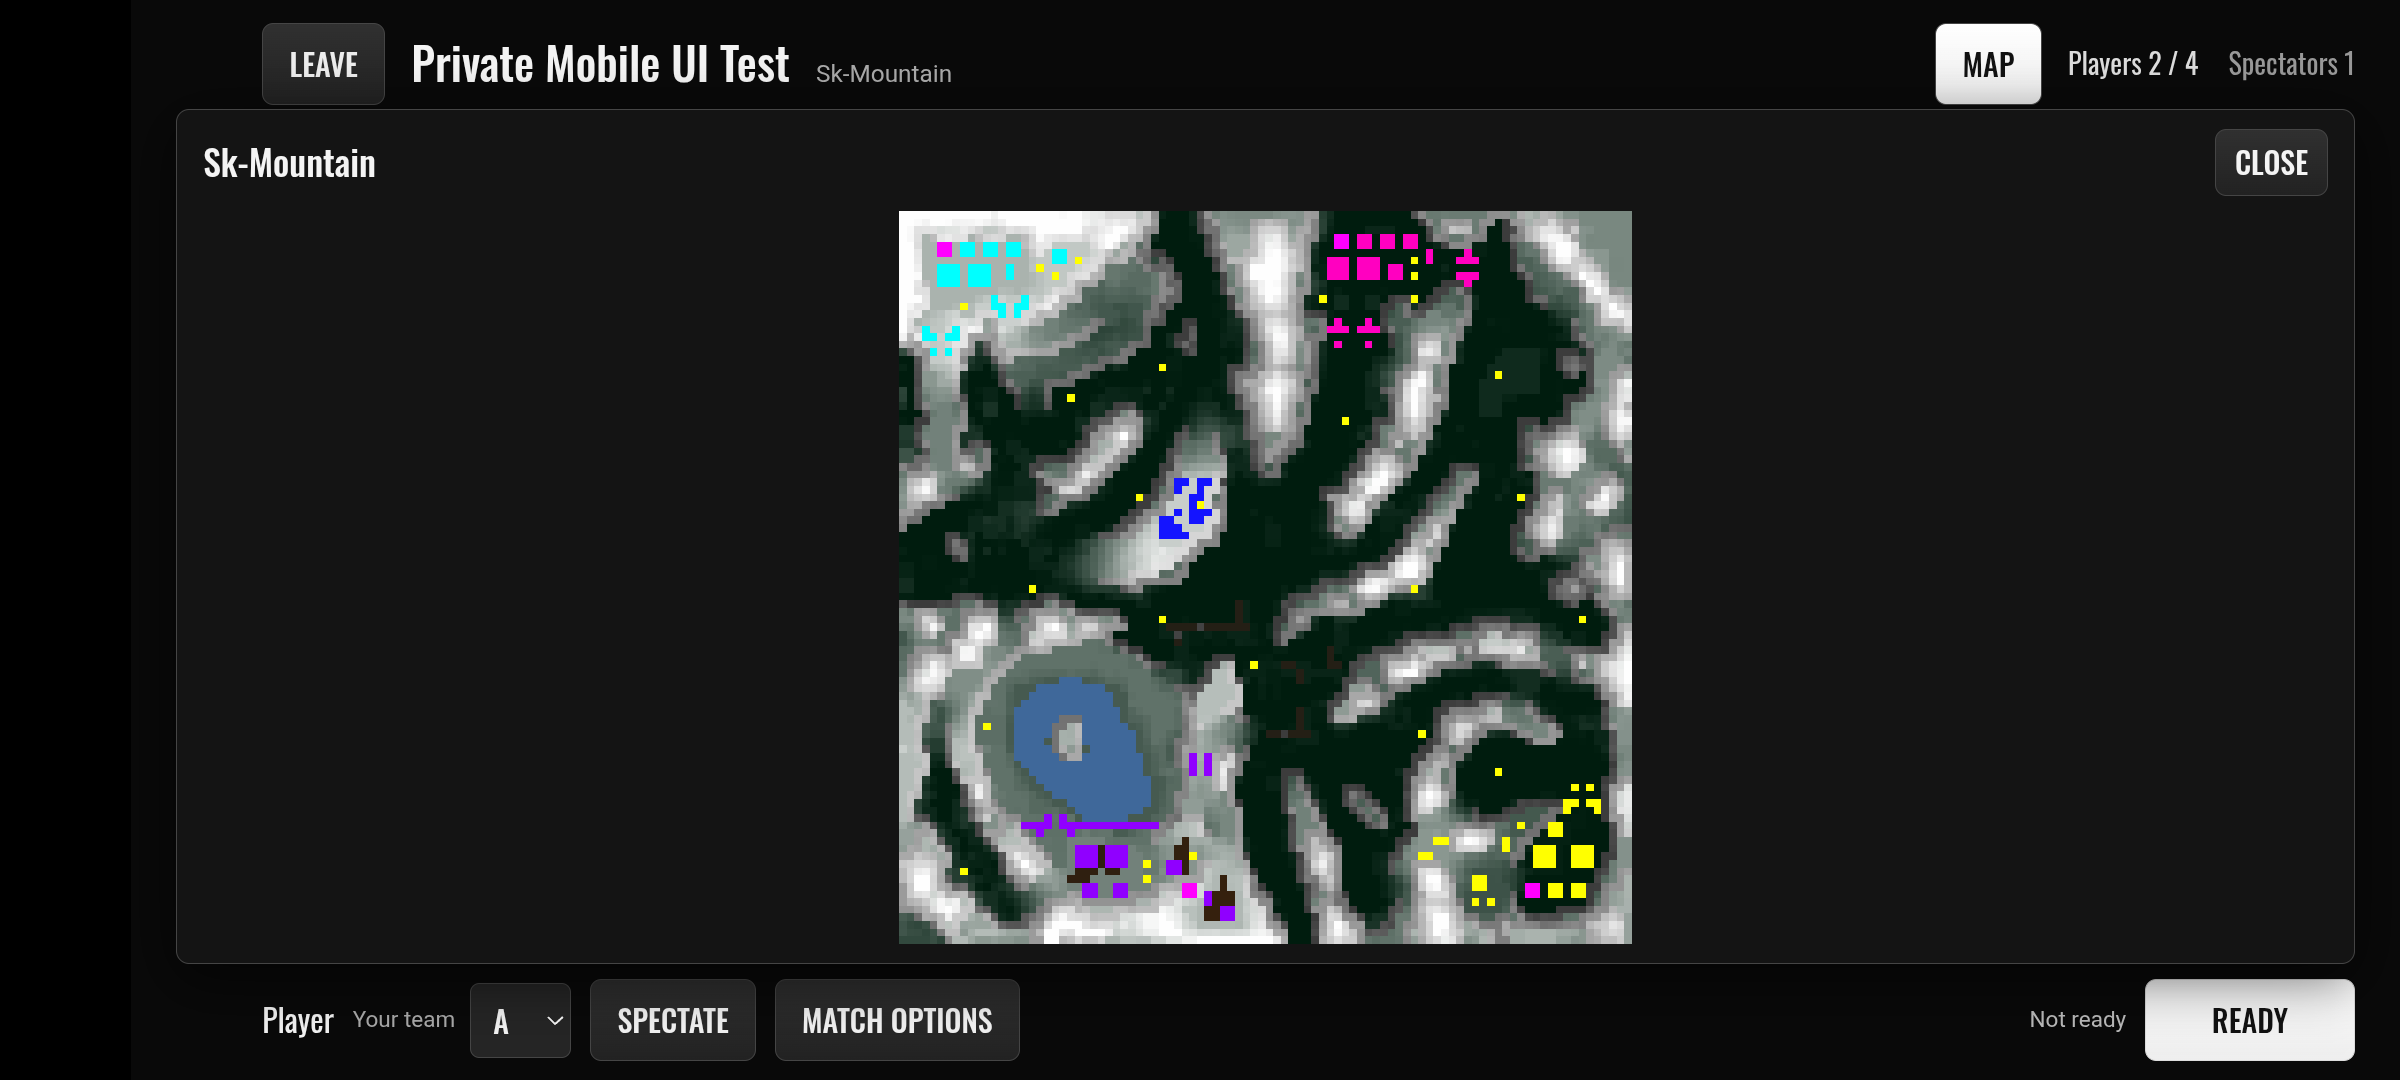 LEAVE
Private Mobile UI Test
Sk-Mountain
MAP
Players 2 / 4
Spectators 1
Sk-Mountain
CLOSE
Player
Your team
A
SPECTATE
MATCH OPTIONS
Not ready
READY